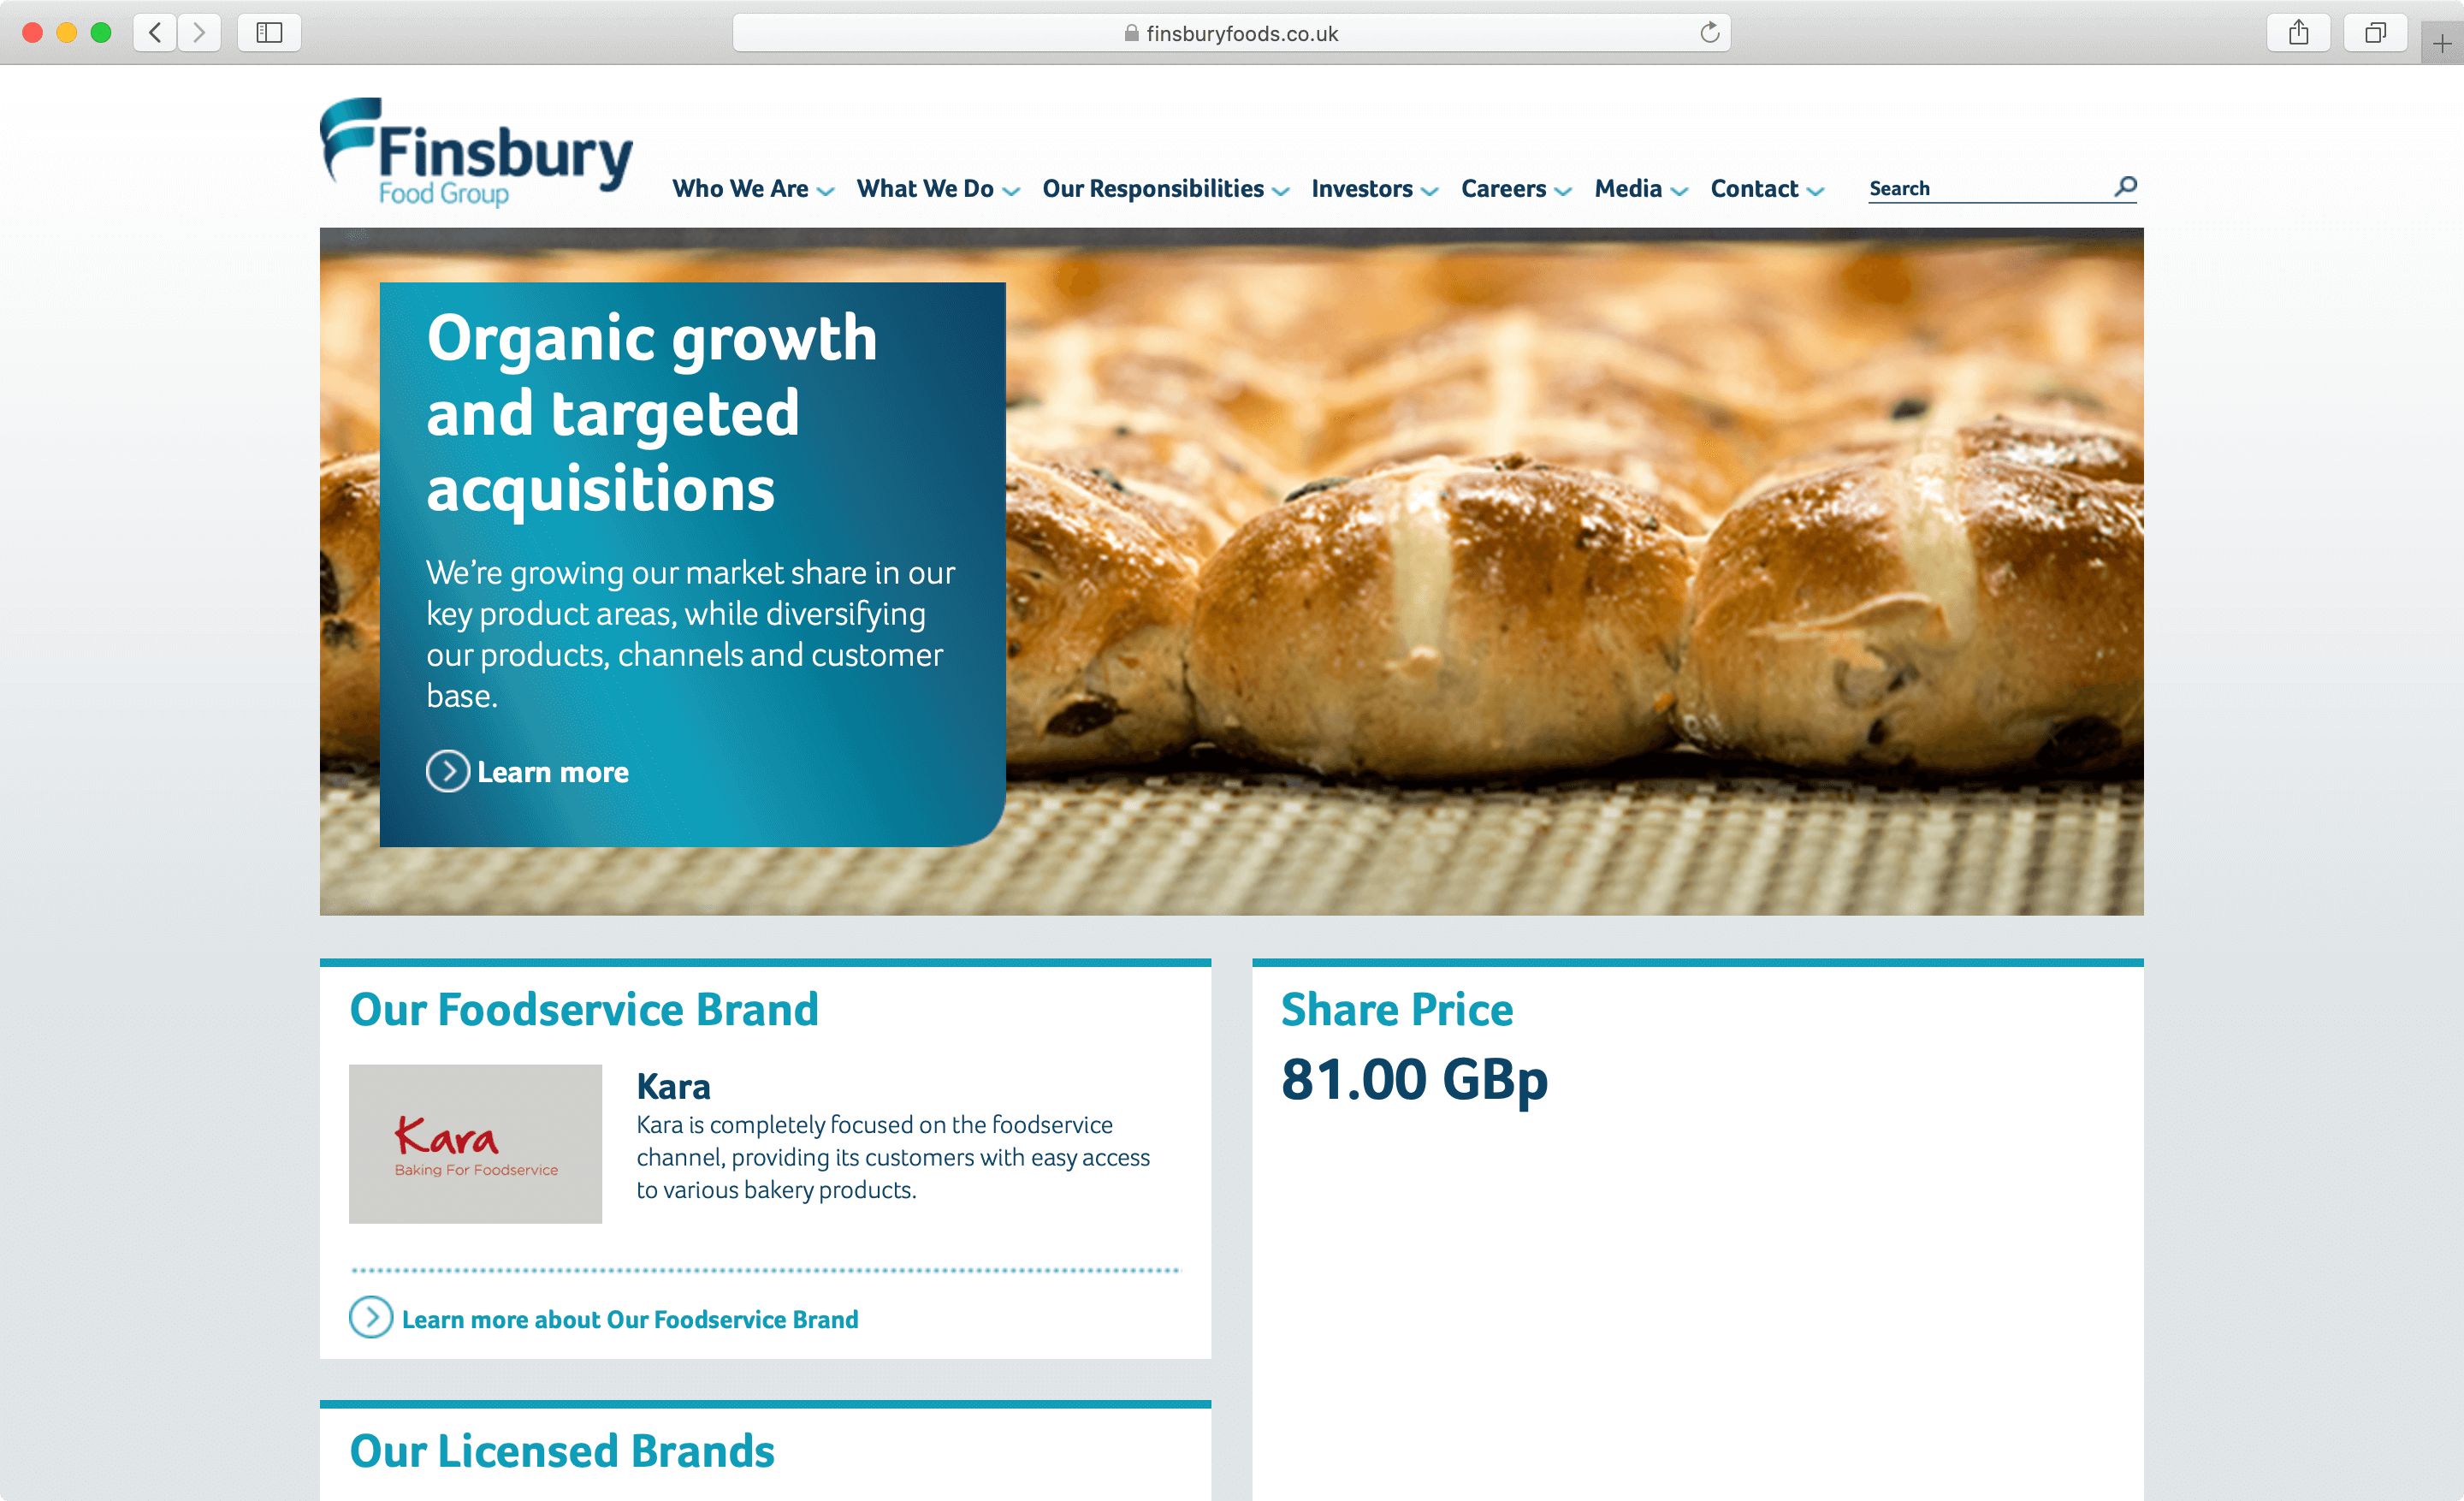 finsburyfoods.co.uk
Finsbury
Food Group
Who We Are What We Do Our Responsibilities Investors Careers Media Contact Search
Organic growth
and targeted
acquisitions
We’re growing our market share in our
key product areas, while diversifying
our products, channels and customer
base.
Learn more
Our Foodservice Brand
Kara
Baking For Foodservice
Kara
Kara is completely focused on the foodservice
channel, providing its customers with easy access
to various bakery products.
Learn more about Our Foodservice Brand
Share Price
81.00 GBp
Our Licensed Brands